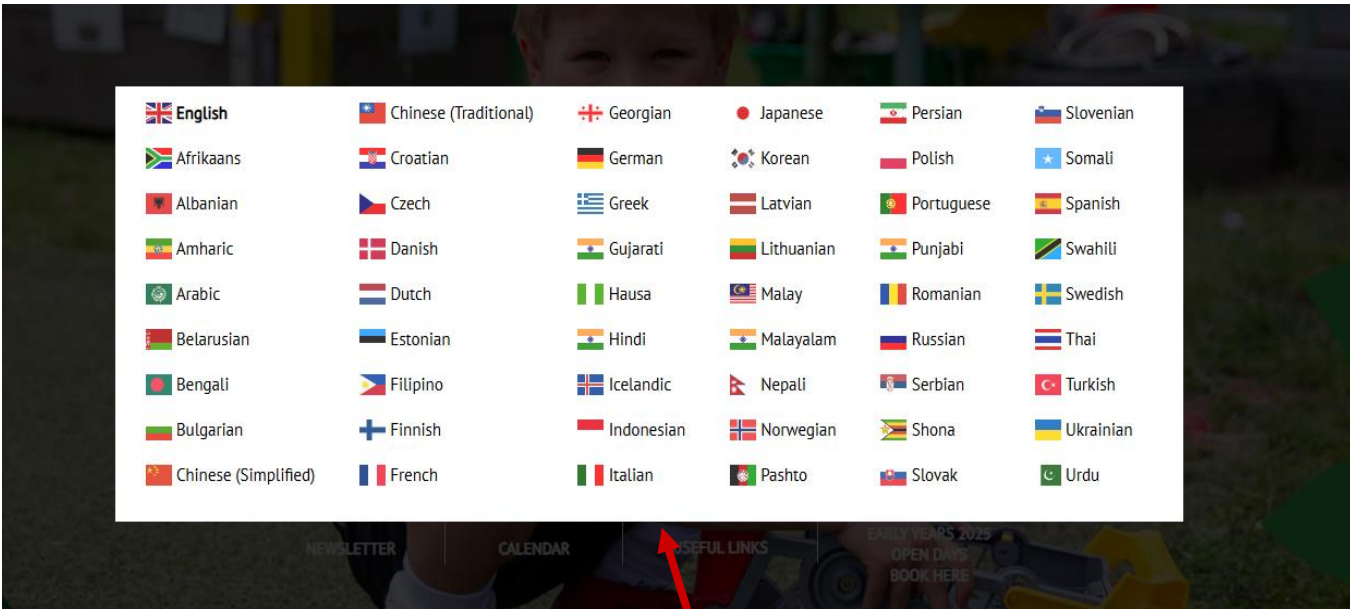 English
Afrikaans
Albanian
Amharic
Arabic
Belarusian
Bengali
Bulgarian
Chinese (Simplified)
Chinese (Traditional)
Croatian
Czech
Danish
Dutch
Estonian
Filipino
Finnish
French
Georgian
German
Greek
Gujarati
Hausa
Hindi
Icelandic
Indonesian
Italian
Japanese
Korean
Latvian
Lithuanian
Malay
Malayalam
Nepali
Norwegian
Pashto
Persian
Polish
Portuguese
Punjabi
Romanian
Russian
Serbian
Shona
Slovak
Slovenian
Somali
Spanish
Swahili
Swedish
Thai
Turkish
Ukrainian
Urdu
NEWSLETTER
CALENDAR
USEFUL LINKS
EARLY YEARS 2025
OPEN DAYS
BOOK HERE